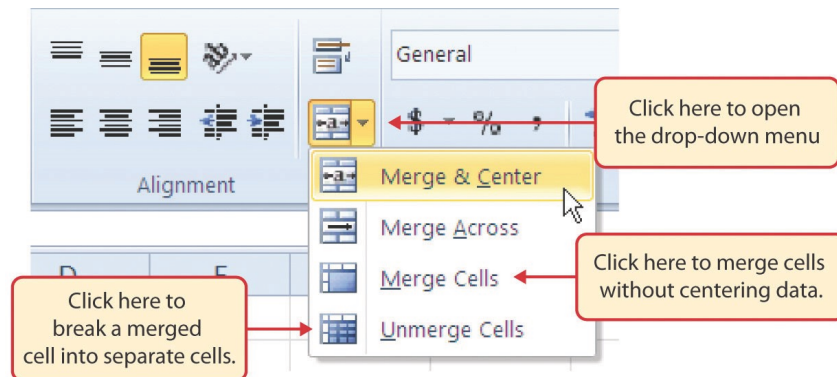 General
$ % ,
Click here to open
the drop-down menu
Alignment
Merge & Center
Merge Across
Merge Cells
Unmerge Cells
Click here to merge cells
without centering data.
Click here to
break a merged
cell into separate cells.